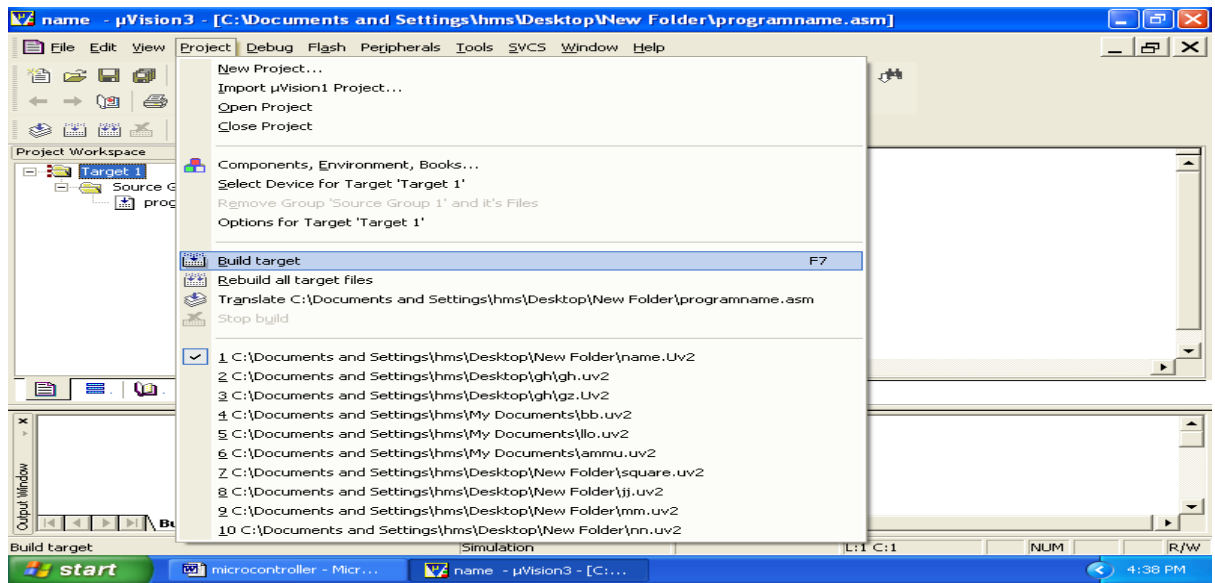 name - µVision3 - [C:\Documents and Settings\hms\Desktop\New Folder\programname.asm]
File Edit View Project Debug Flash Peripherals Tools SVCS Window Help
New Project...
Import µVision1 Project...
Open Project
Close Project
Project Workspace
Target 1
Source G
prog
Components, Environment, Books...
Select Device for Target 'Target 1'
Remove Group 'Source Group 1' and it's Files
Options for Target 'Target 1'
Build target F7
Rebuild all target files
Translate C:\Documents and Settings\hms\Desktop\New Folder\programname.asm
Stop build
1 C:\Documents and Settings\hms\Desktop\New Folder\name.Uv2
2 C:\Documents and Settings\hms\Desktop\gh\gh.uv2
3 C:\Documents and Settings\hms\Desktop\gh\gz.Uv2
4 C:\Documents and Settings\hms\My Documents\bb.uv2
5 C:\Documents and Settings\hms\My Documents\llo.uv2
6 C:\Documents and Settings\hms\My Documents\ammu.uv2
7 C:\Documents and Settings\hms\Desktop\New Folder\square.uv2
8 C:\Documents and Settings\hms\Desktop\New Folder\jj.uv2
9 C:\Documents and Settings\hms\Desktop\New Folder\mm.uv2
10 C:\Documents and Settings\hms\Desktop\New Folder\nn.uv2
Output Window
Bu
Build target Simulation L:1 C:1 NUM R/W
start microcontroller - Micr... name - µVision3 - [C:... 4:38 PM